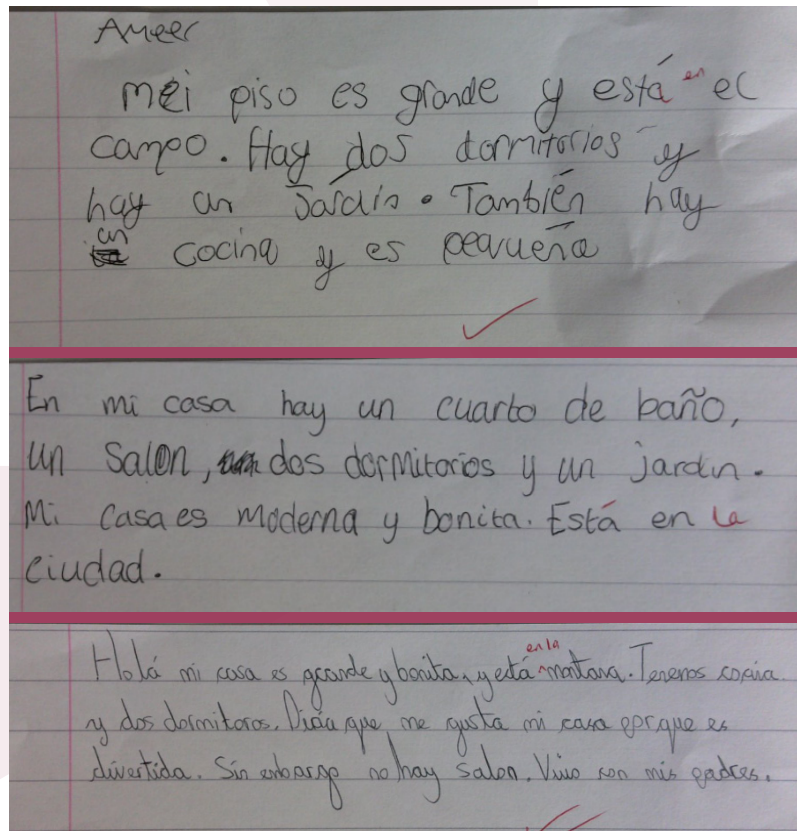 Ameer
mei piso es grande y está en el
campo. Hay dos dormitorios y
hay un Jardín. También hay
un cocina y es pequeña
En mi casa hay un cuarto de baño,
un salon, dos dormitorios y un jardin.
Mi casa es moderna y bonita. Está en la
ciudad.
Holá mi casa es grande y bonita, y está en la montana. Tenemos cocina
y dos dormitoros. Diría que me gusta mi casa porque es
divertida. Sin embargo no hay salon. Vivo con mis padres.